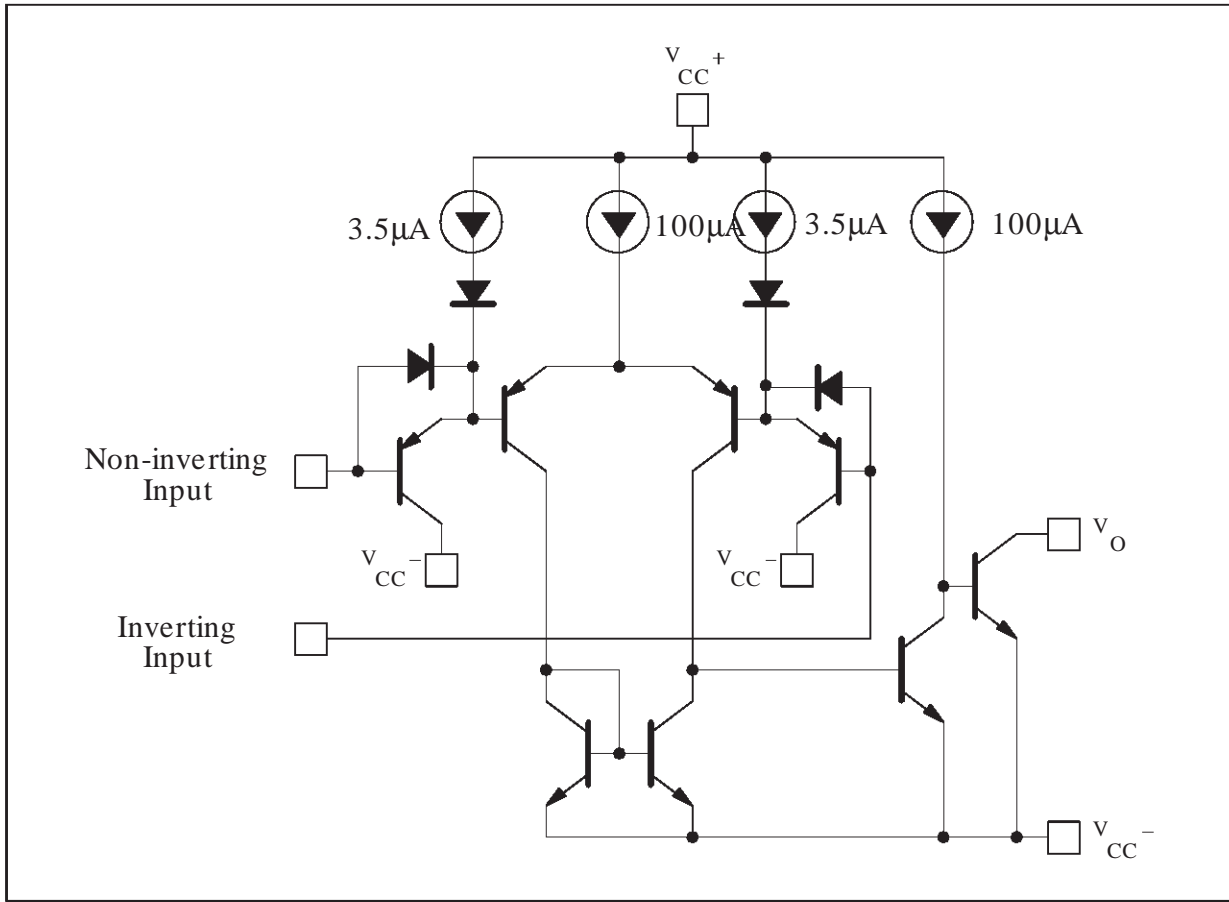 VCC+
3.5μA
100μA
3.5μA
100μA
Non-inverting
Input
VCC−
VCC−
VO
Inverting
Input
VCC−